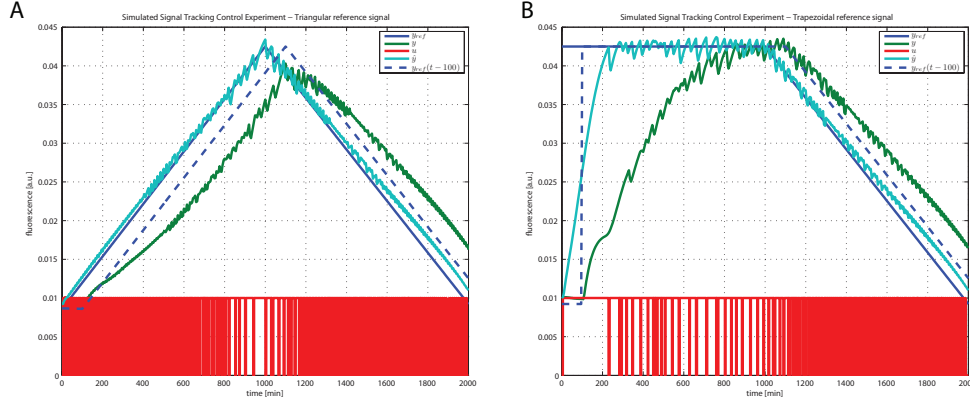 A
Simulated Signal Tracking Control Experiment – Triangular reference signal
0.045
0.04
0.035
0.03
0.025
0.02
0.015
0.01
0.005
0
fluorescence [a.u.]
y_ref
y
u
ŷ
y_ref(t − 100)
0 200 400 600 800 1000 1200 1400 1600 1800 2000
time [min]
B
Simulated Signal Tracking Control Experiment – Trapezoidal reference signal
0.045
0.04
0.035
0.03
0.025
0.02
0.015
0.01
0.005
0
fluorescence [a.u.]
y_ref
y
u
ŷ
y_ref(t − 100)
0 200 400 600 800 1000 1200 1400 1600 1800 2000
time [min]